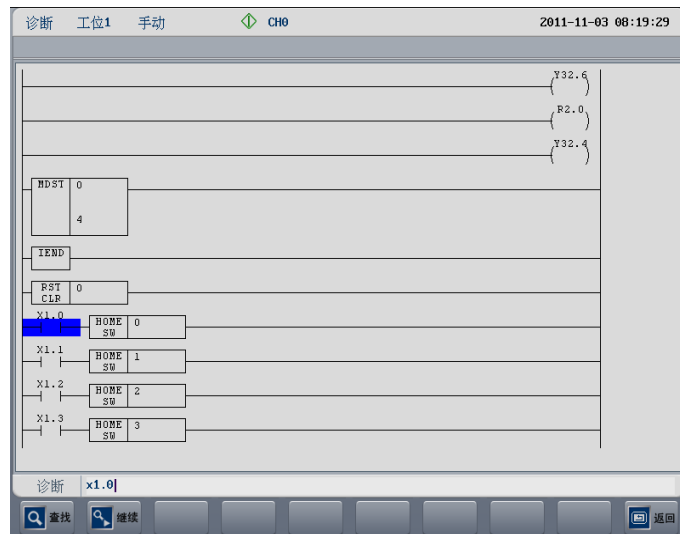 诊断 工位1 手动 CH0 2011-11-03 08:19:29
Y32.6
R2.0
Y32.4
MDST 0
4
IEND
RST 0
CLR
X1.0
HOME 0
SW
X1.1
HOME 1
SW
X1.2
HOME 2
SW
X1.3
HOME 3
SW
诊断 x1.0
查找 继续 返回